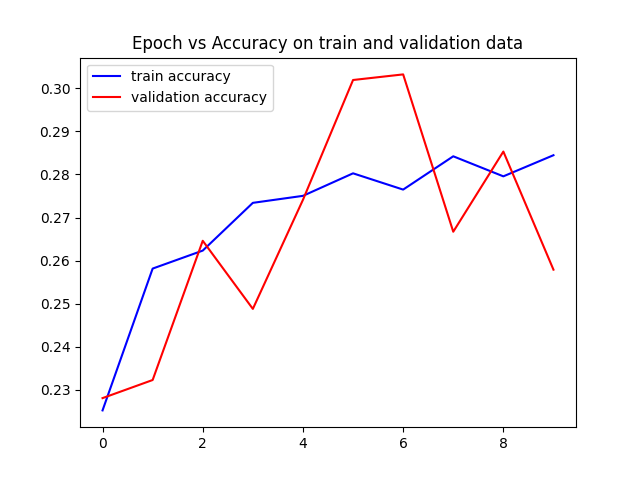 Epoch vs Accuracy on train and validation data
train accuracy
validation accuracy
0.30
0.29
0.28
0.27
0.26
0.25
0.24
0.23
0 2 4 6 8